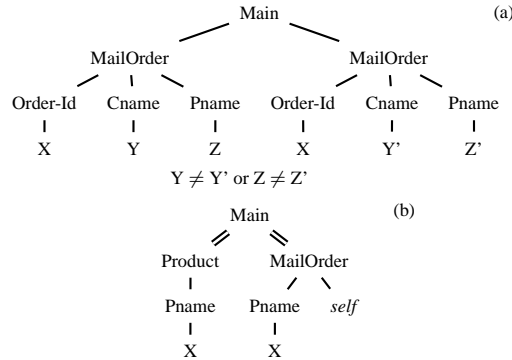 Main (a)
MailOrder MailOrder
Order-Id Cname Pname Order-Id Cname Pname
X Y Z X Y' Z'
Y ≠ Y' or Z ≠ Z'
Main (b)
Product MailOrder
Pname Pname self
X X